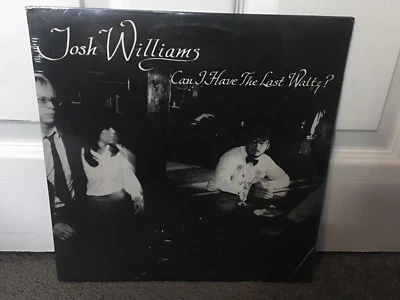 Josh Williams
Can I Have The Last Waltz?